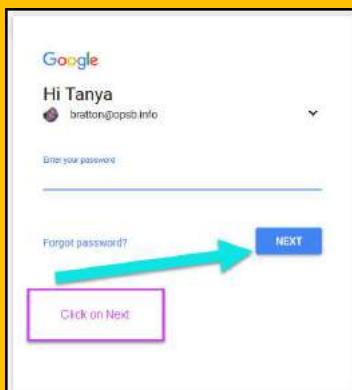 Google
Hi Tanya
bratton@opsb.info
Enter your password
Forgot password?
NEXT
Click on Next